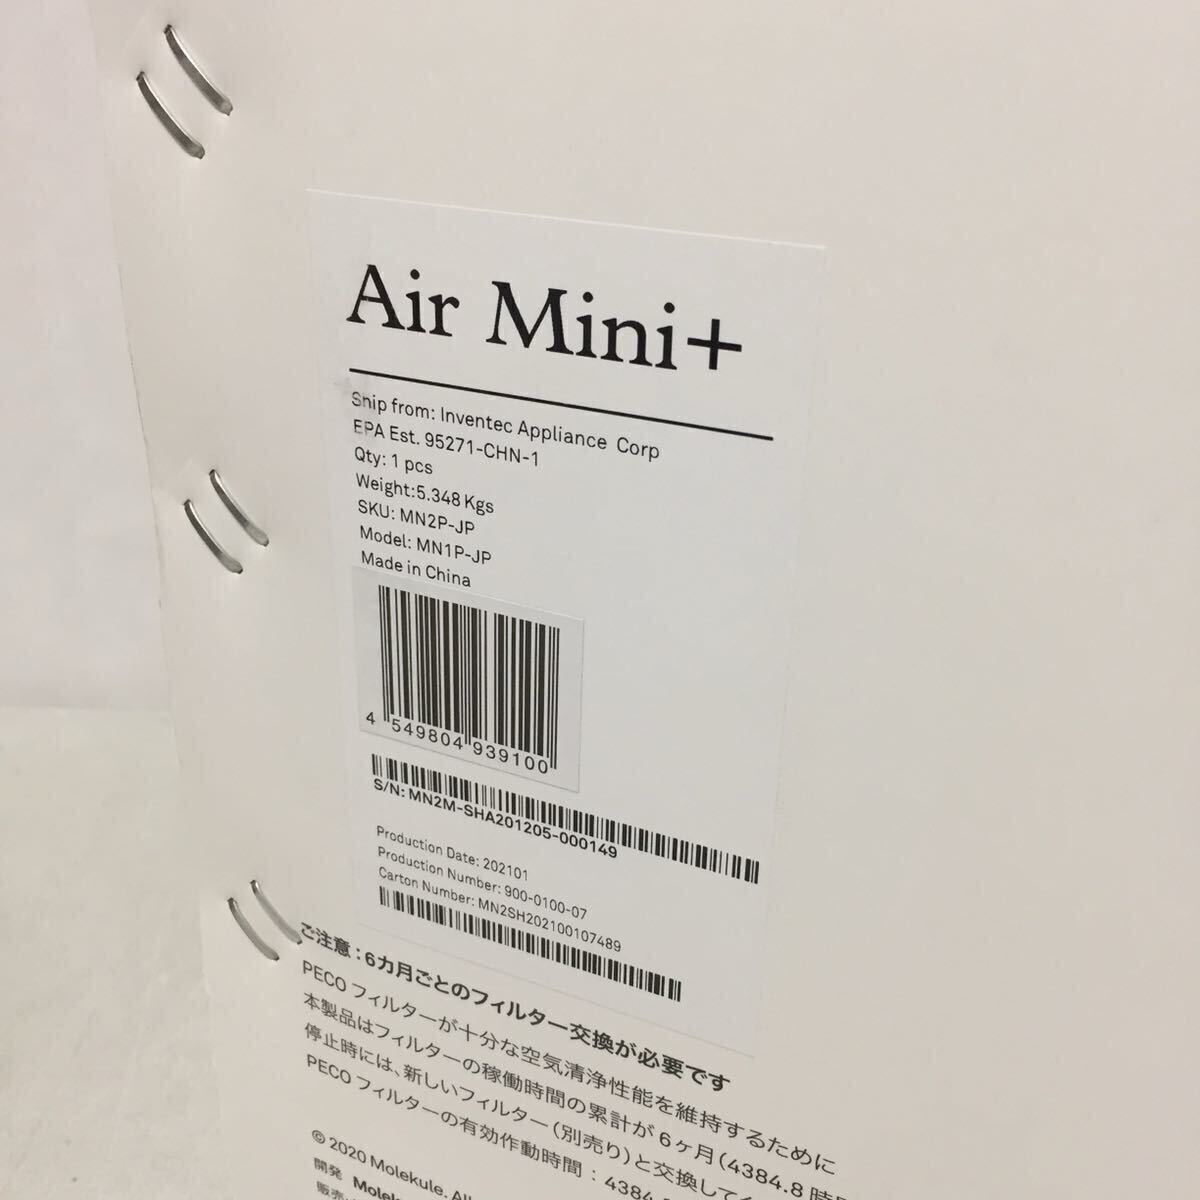 Air Mini+
Ship from: Inventec Appliance Corp
EPA Est. 95271-CHN-1
Qty: 1 pcs
Weight:5.348 Kgs
SKU: MN2P-JP
Model: MN1P-JP
Made in China
4 549804 939100
S/N: MN2M-SHA201205-000149
Production Date: 202101
Production Number: 900-0100-07
Carton Number: MN2SH202100107489
ご注意：6カ月ごとのフィルター交換が必要です
PECO フィルターが十分な空気清浄性能を維持するために
本製品はフィルターの稼働時間の累計が 6ヶ月 (4384.8 時
停止時には、新しいフィルター (別売り) と交換して
PECO フィルターの有効作動時間：4384.
© 2020 Molekule. All
開発 Molek
販売